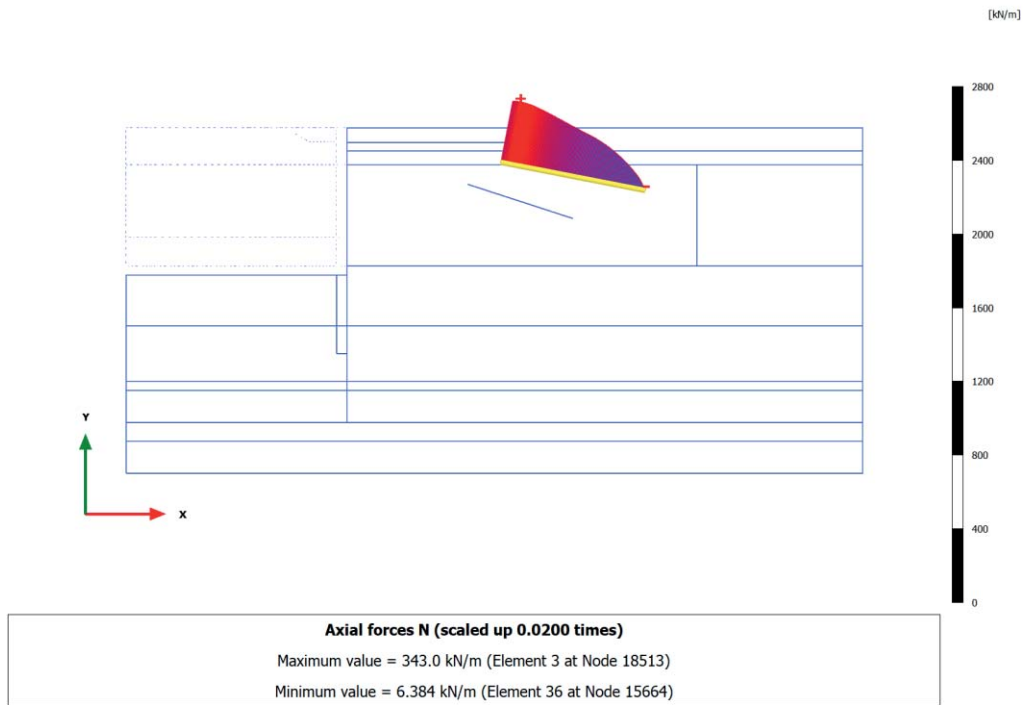 [kN/m]
2800
2400
2000
1600
1200
800
400
0
Y
X
Axial forces N (scaled up 0.0200 times)
Maximum value = 343.0 kN/m (Element 3 at Node 18513)
Minimum value = 6.384 kN/m (Element 36 at Node 15664)